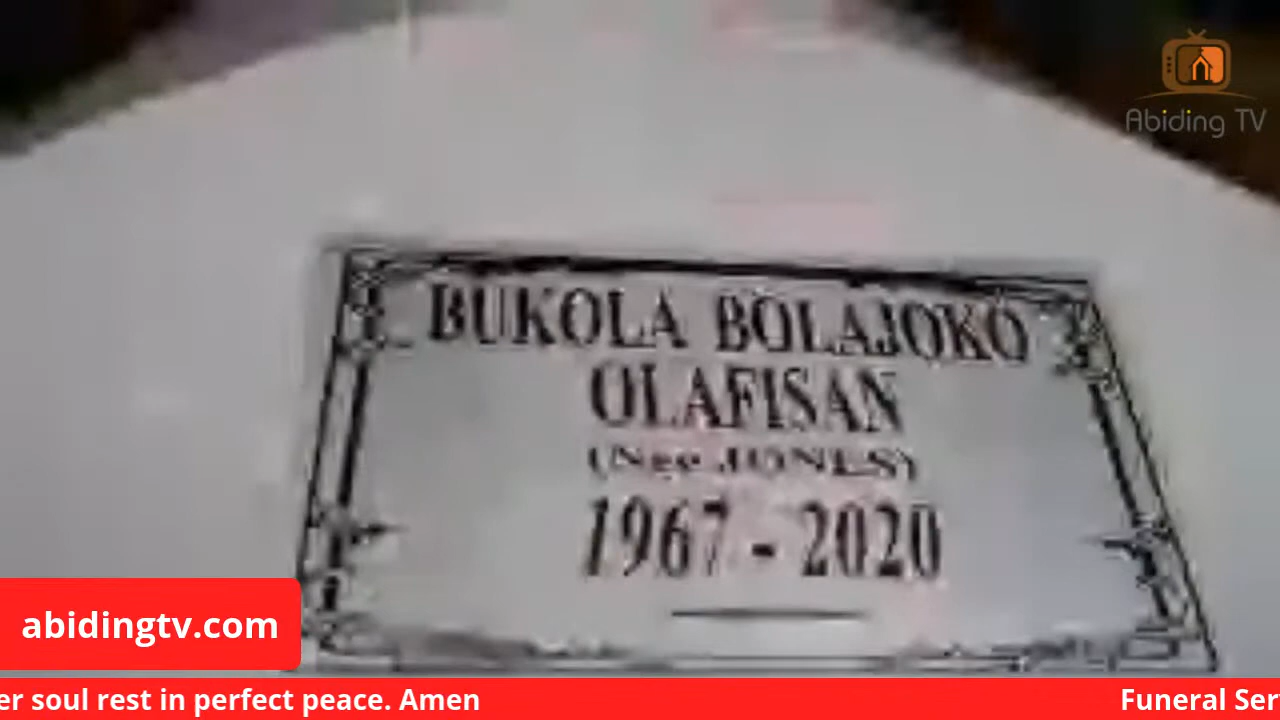 Abiding TV
BUKOLA BOLAJOKO
OLAFISAN
(Nee JONES)
1967 - 2020
abidingtv.com
er soul rest in perfect peace. Amen
Funeral Ser